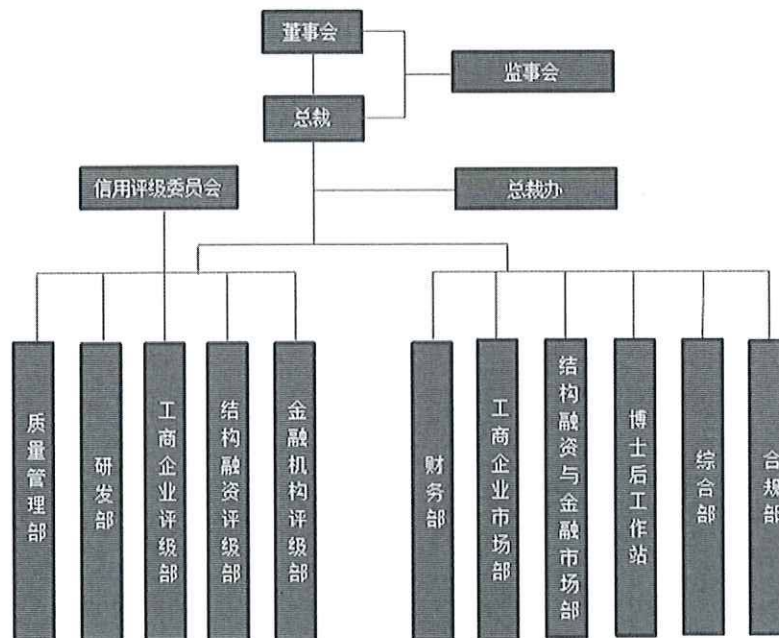 董事会
监事会
总裁
信用评级委员会
总裁办
质量管理部
研发部
工商企业评级部
结构融资评级部
金融机构评级部
财务部
工商企业市场部
结构融资与金融市场部
博士后工作站
综合部
合规部